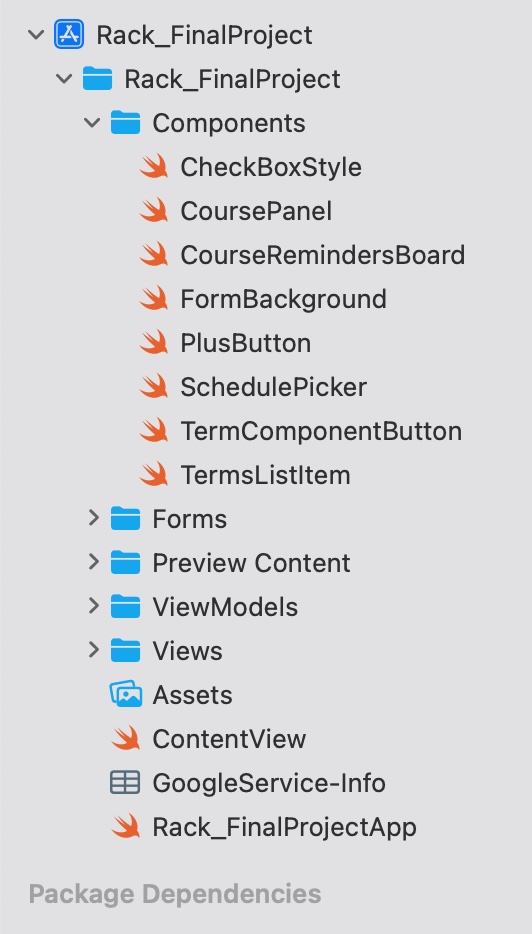 Rack_FinalProject
Rack_FinalProject
Components
CheckBoxStyle
CoursePanel
CourseRemindersBoard
FormBackground
PlusButton
SchedulePicker
TermComponentButton
TermsListItem
Forms
Preview Content
ViewModels
Views
Assets
ContentView
GoogleService-Info
Rack_FinalProjectApp
Package Dependencies